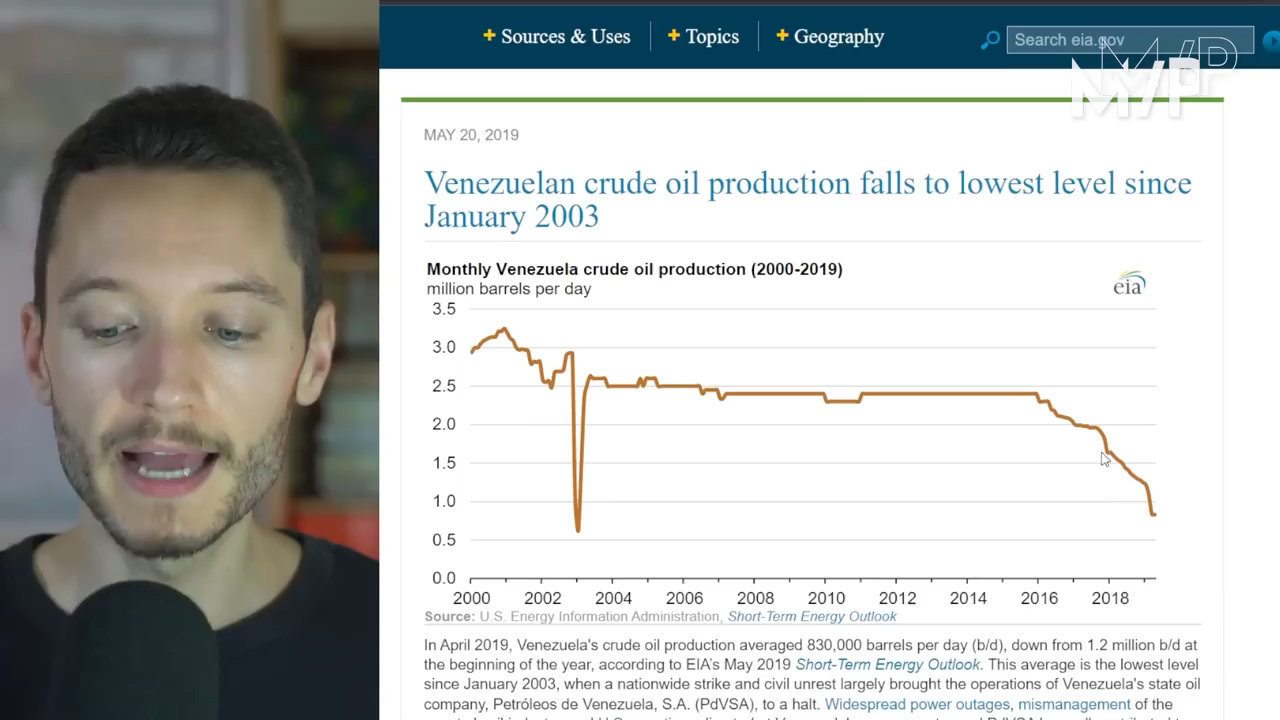 + Sources & Uses
+ Topics
+ Geography
Search eia.gov
M/P
MAY 20, 2019
Venezuelan crude oil production falls to lowest level since
January 2003
Monthly Venezuela crude oil production (2000-2019)
million barrels per day
eia
3.5
3.0
2.5
2.0
1.5
1.0
0.5
0.0
2000 2002 2004 2006 2008 2010 2012 2014 2016 2018
Source: U.S. Energy Information Administration, Short-Term Energy Outlook
In April 2019, Venezuela's crude oil production averaged 830,000 barrels per day (b/d), down from 1.2 million b/d at
the beginning of the year, according to EIA's May 2019 Short-Term Energy Outlook. This average is the lowest level
since January 2003, when a nationwide strike and civil unrest largely brought the operations of Venezuela's state oil
company, Petróleos de Venezuela, S.A. (PdVSA), to a halt. Widespread power outages, mismanagement of the